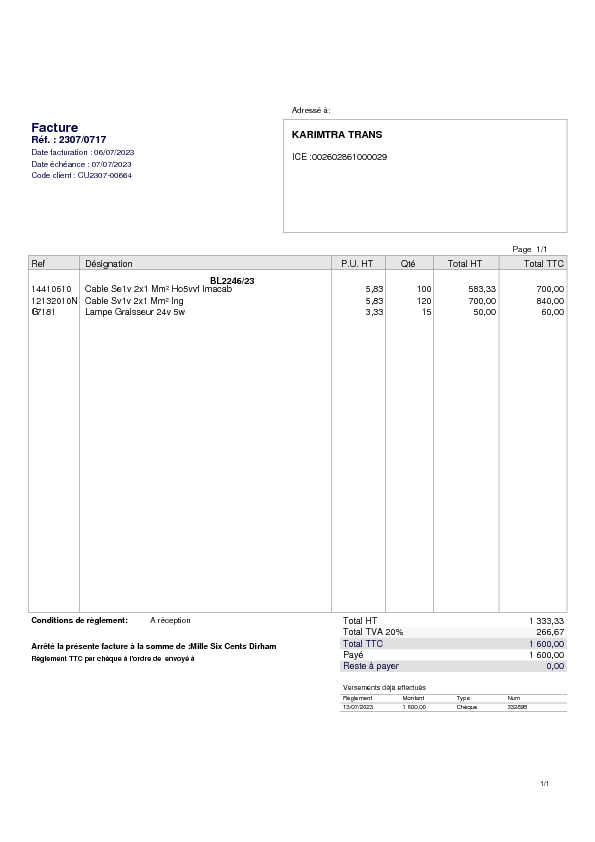 Adressé à:
Facture
Réf. : 2307/0717
Date facturation : 06/07/2023
Date échéance : 07/07/2023
Code client : CU2307-00664
KARIMTRA TRANS
ICE :002602861000029
Page 1/1
Ref Désignation P.U. HT Qté Total HT Total TTC
BL2246/23
14410610 Cable Se1v 2x1 Mm² Ho5vvf Imacab 5,83 100 583,33 700,00
12132010N Cable Sv1v 2x1 Mm² Ing 5,83 120 700,00 840,00
G7181 Lampe Graisseur 24v 5w 3,33 15 50,00 60,00
Conditions de règlement: A réception
Total HT 1 333,33
Total TVA 20% 266,67
Arrêté la présente facture à la somme de :Mille Six Cents Dirham
Total TTC 1 600,00
Règlement TTC par chèque à l'ordre de envoyé à
Payé 1 600,00
Reste à payer 0,00
Versements déjà effectués
Règlement Montant Type Num
13/07/2023 1 600,00 Chèque
1/1